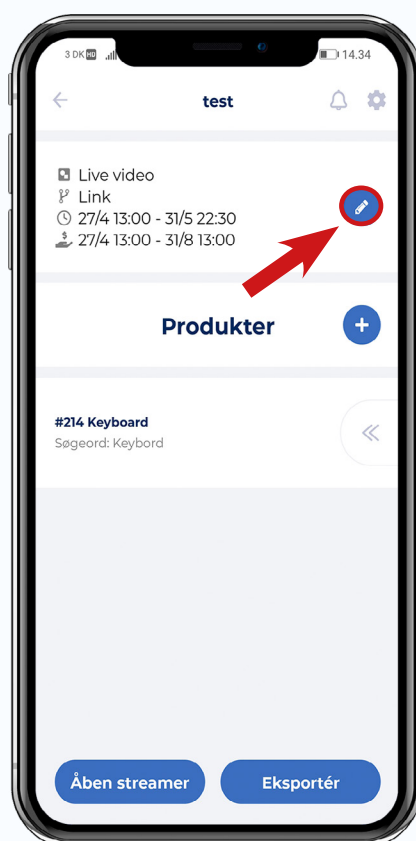 3 DK HD 14.34
test
Live video
Link
27/4 13:00 - 31/5 22:30
27/4 13:00 - 31/8 13:00
Produkter
#214 Keyboard
Søgeord: Keybord
Åben streamer Eksportér